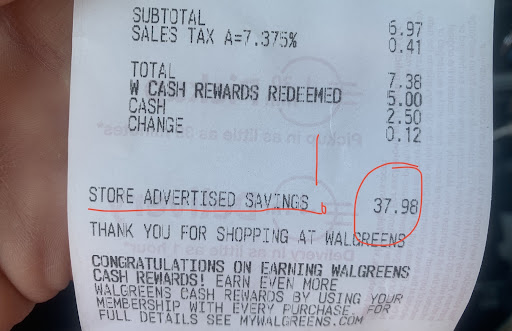 SUBTOTAL 6.97
SALES TAX A=7.375% 0.41
TOTAL 7.38
W CASH REWARDS REDEEMED 5.00
CASH 2.50
CHANGE 0.12
STORE ADVERTISED SAVINGS 37.98
THANK YOU FOR SHOPPING AT WALGREENS
CONGRATULATIONS ON EARNING WALGREENS
CASH REWARDS! EARN EVEN MORE
WALGREENS CASH REWARDS BY USING YOUR
MEMBERSHIP WITH EVERY PURCHASE. FOR
FULL DETAILS SEE MYWALGREENS.COM